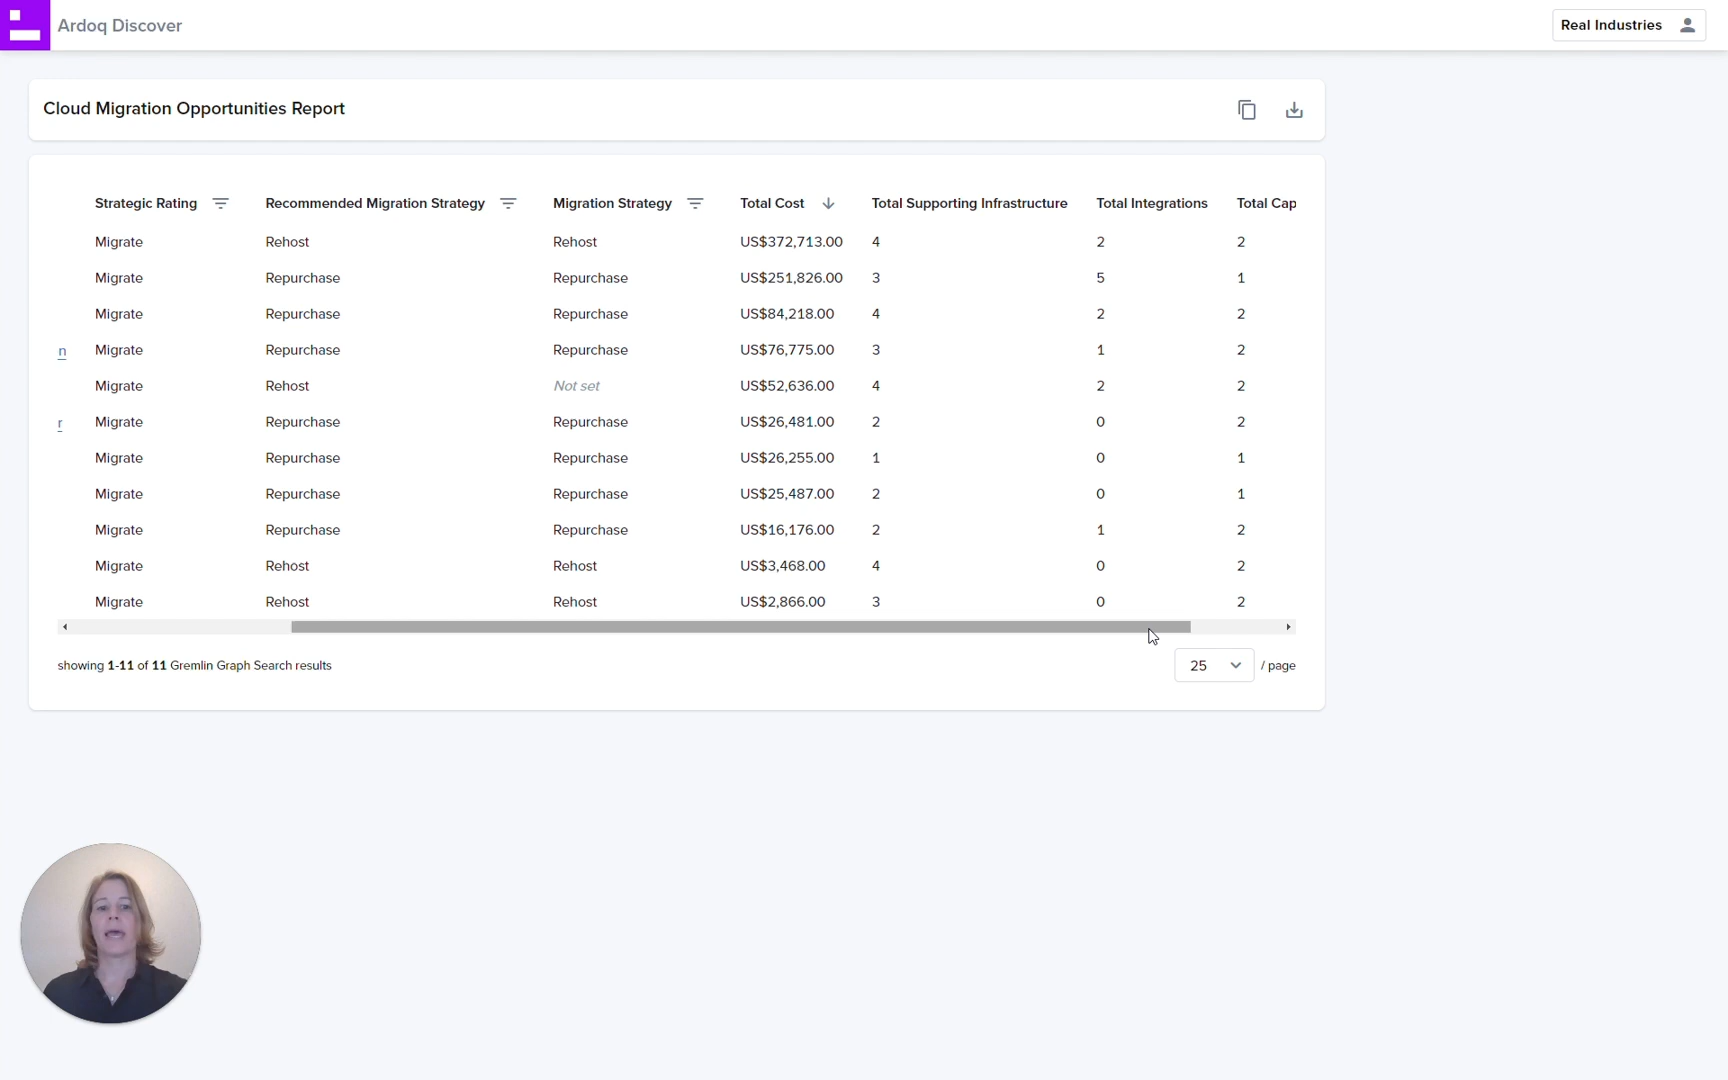 Ardoq Discover
Real Industries
Cloud Migration Opportunities Report
Strategic Rating Recommended Migration Strategy Migration Strategy Total Cost Total Supporting Infrastructure Total Integrations Total Cap
Migrate Rehost Rehost US$372,713.00 4 2 2
Migrate Repurchase Repurchase US$251,826.00 3 5 1
Migrate Repurchase Repurchase US$84,218.00 4 2 2
n Migrate Repurchase Repurchase US$76,775.00 3 1 2
Migrate Rehost Not set US$52,636.00 4 2 2
r Migrate Repurchase Repurchase US$26,481.00 2 0 2
Migrate Repurchase Repurchase US$26,255.00 1 0 1
Migrate Repurchase Repurchase US$25,487.00 2 0 1
Migrate Repurchase Repurchase US$16,176.00 2 1 2
Migrate Rehost Rehost US$3,468.00 4 0 2
Migrate Rehost Rehost US$2,866.00 3 0 2
showing 1-11 of 11 Gremlin Graph Search results
25 / page